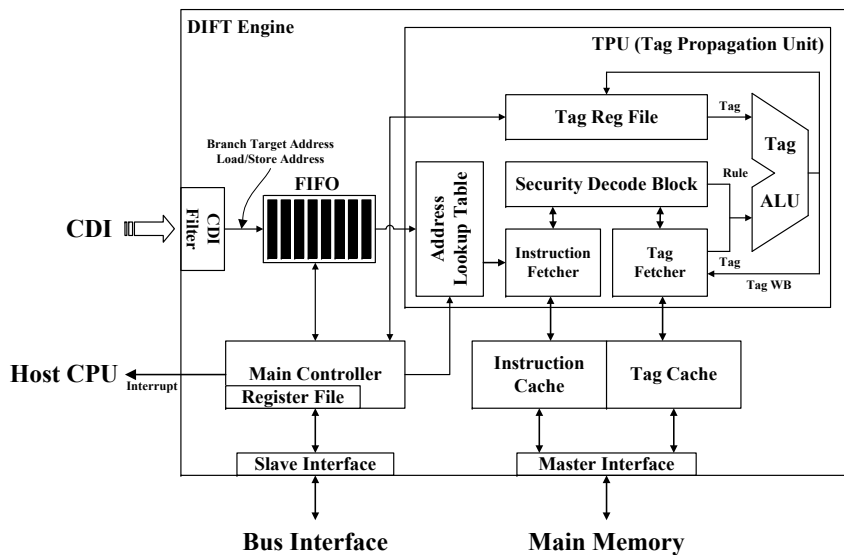 DIFT Engine
TPU (Tag Propagation Unit)
Tag Reg File
Tag
Tag
ALU
Branch Target Address
Load/Store Address
FIFO
CDI
CDI
Filter
Address
Lookup Table
Security Decode Block
Rule
Instruction
Fetcher
Tag
Fetcher
Tag
Tag WB
Host CPU
Interrupt
Main Controller
Register File
Instruction
Cache
Tag Cache
Slave Interface
Master Interface
Bus Interface
Main Memory